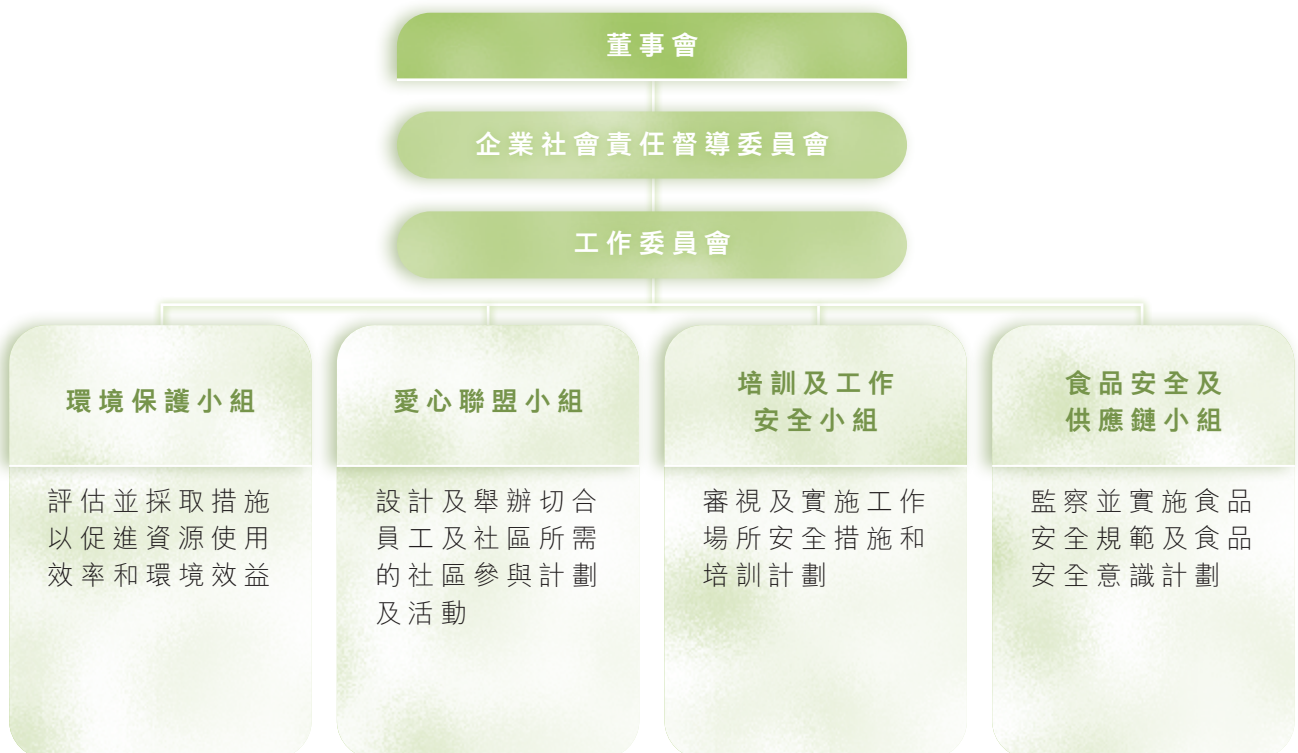 董事會
企業社會責任督導委員會
工作委員會
環境保護小組
評估並採取措施
以促進資源使用
效率和環境效益
愛心聯盟小組
設計及舉辦切合
員工及社區所需
的社區參與計劃
及活動
培訓及工作
安全小組
審視及實施工作
場所安全措施和
培訓計劃
食品安全及
供應鏈小組
監察並實施食品
安全規範及食品
安全意識計劃